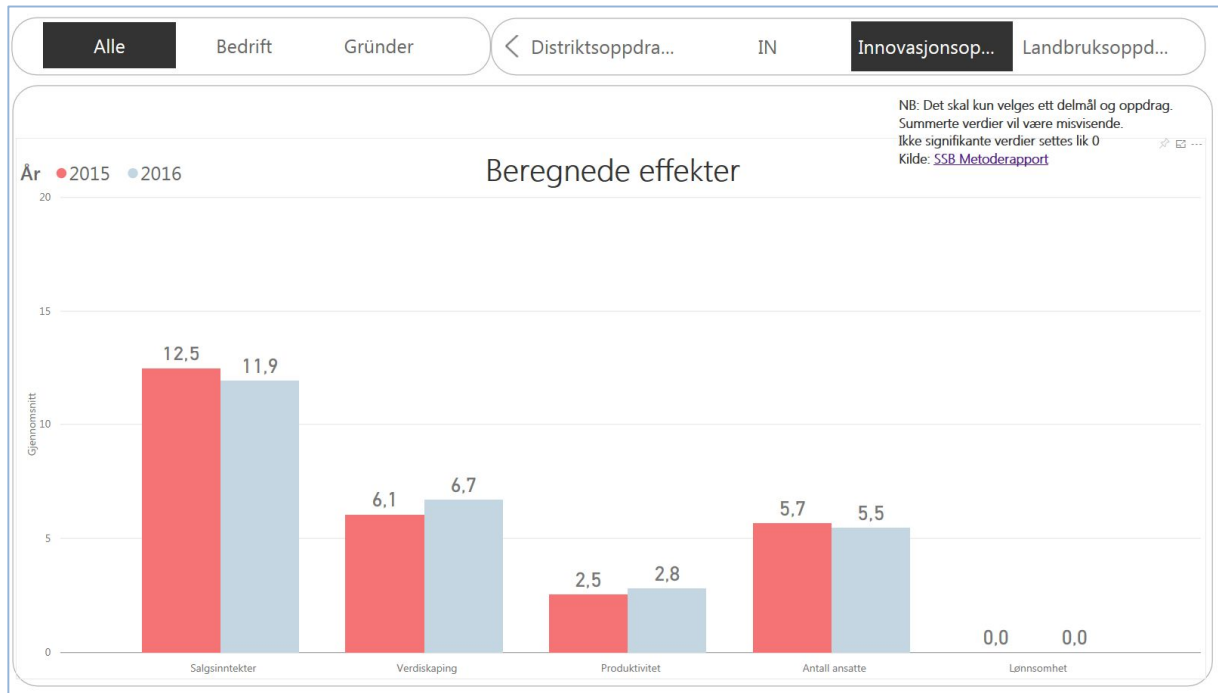 Alle Bedrift Gründer Distriktsoppdra... IN Innovasjonsop... Landbruksoppd...
NB: Det skal kun velges ett delmål og oppdrag.
Summerte verdier vil være misvisende.
Ikke signifikante verdier settes lik 0
Kilde: SSB Metoderapport
Beregnede effekter
År 2015 2016
Gjennomsnitt
20
15
10
5
0
12,5 11,9
6,1 6,7
2,5 2,8
5,7 5,5
0,0 0,0
Salgsinntekter Verdiskaping Produktivitet Antall ansatte Lønnsomhet